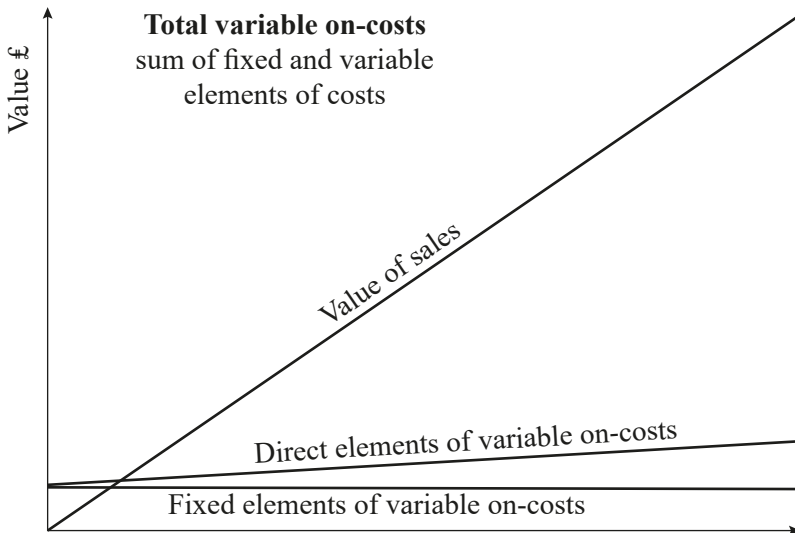 Total variable on-costs
sum of fixed and variable
elements of costs
Value £
Value of sales
Direct elements of variable on-costs
Fixed elements of variable on-costs